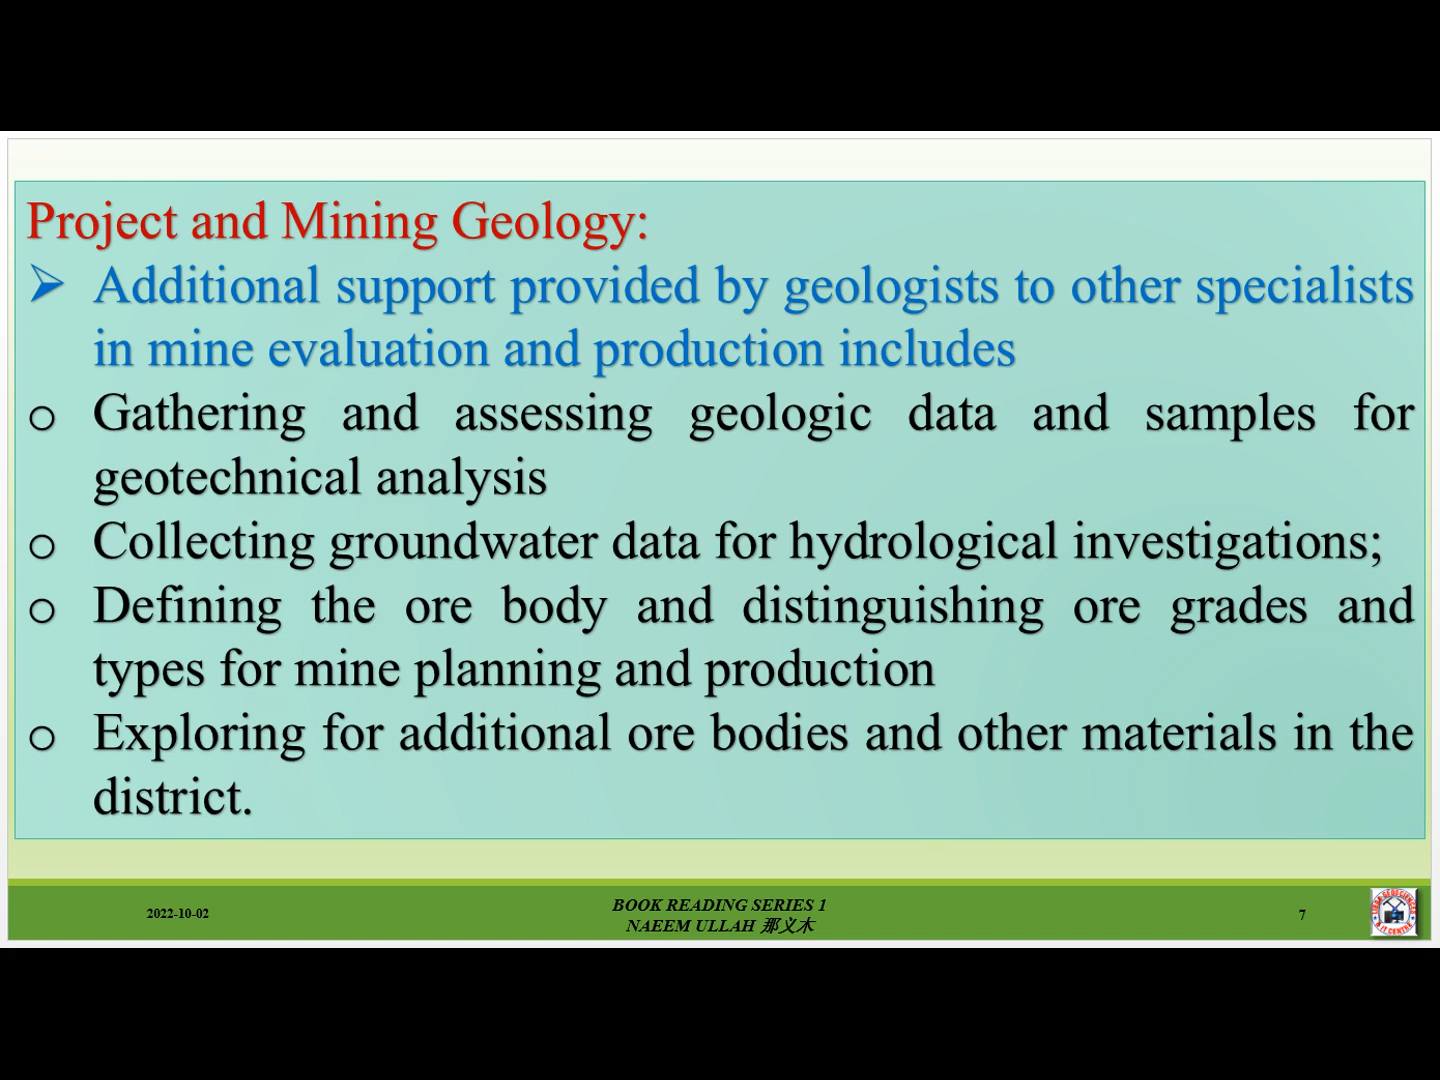 Project and Mining Geology:
➢ Additional support provided by geologists to other specialists
in mine evaluation and production includes
o Gathering and assessing geologic data and samples for
geotechnical analysis
o Collecting groundwater data for hydrological investigations;
o Defining the ore body and distinguishing ore grades and
types for mine planning and production
o Exploring for additional ore bodies and other materials in the
district.
2022-10-02
BOOK READING SERIES 1
NAEEM ULLAH 那义木
7
& IT CENTRE